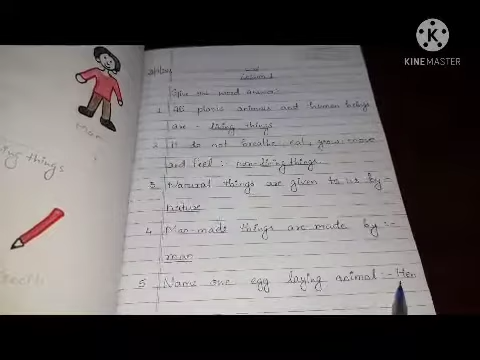 K
KINEMASTER
Man
things
Lesson 1
Give one word answer.
1 All plants animals and human beings
are - living things
2 It do not breathe, eat, grow move
and feel : non-living things
3 Natural things are given to us by -
nature
4 Man-made things are made by :-
man
5 Name one egg laying animal :- Hen